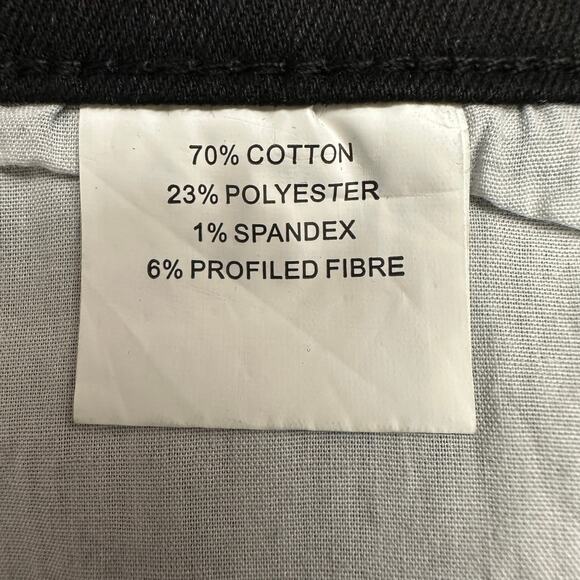 70% COTTON
23% POLYESTER
1% SPANDEX
6% PROFILED FIBRE